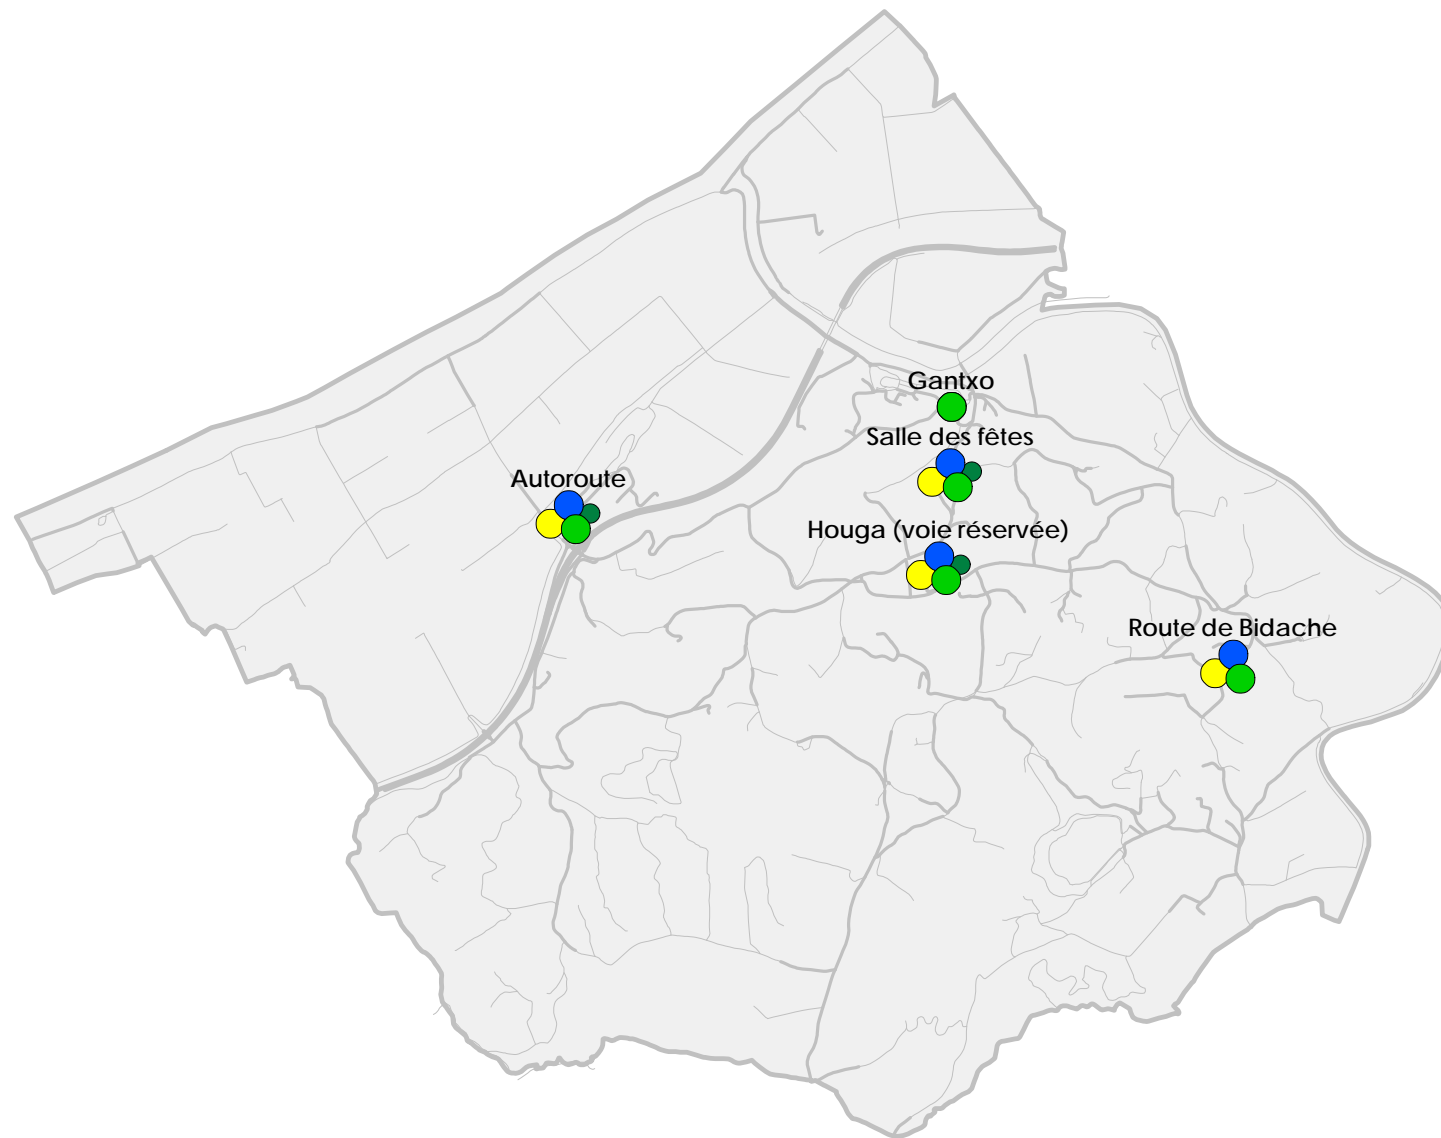 Gantxo
Salle des fêtes
Autoroute
Houga (voie réservée)
Route de Bidache